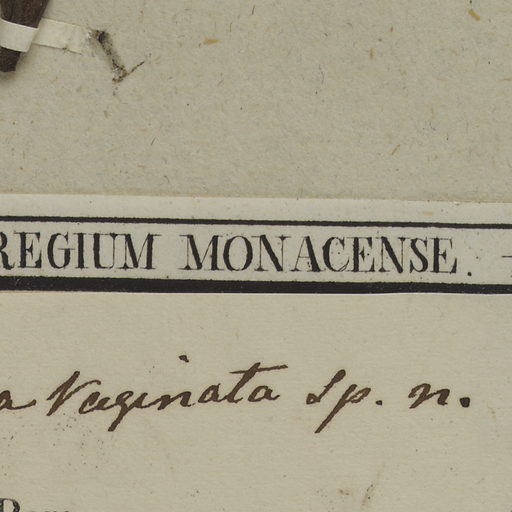 REGIUM MONACENSE.
a vaginata sp. n.